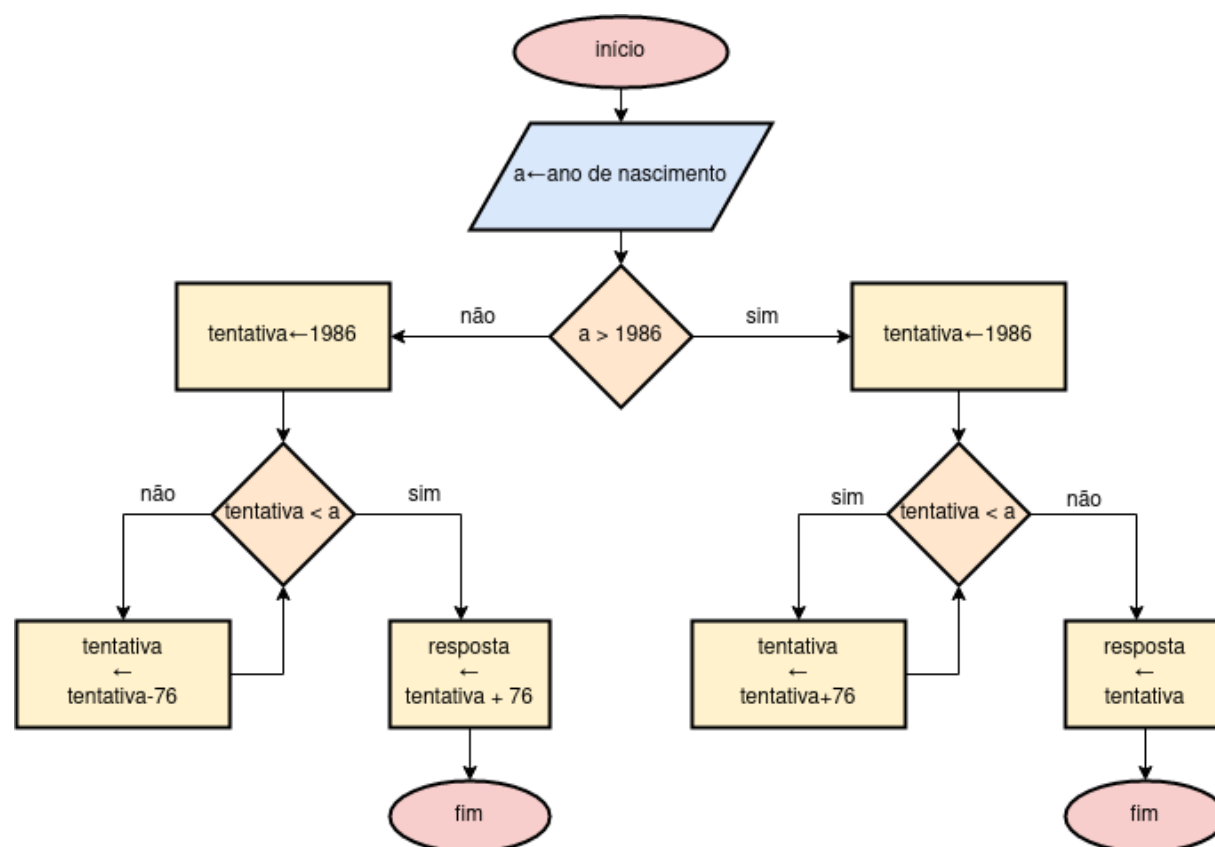 início
a←ano de nascimento
não
a > 1986
sim
tentativa←1986
tentativa←1986
não
tentativa < a
sim
sim
tentativa < a
não
tentativa
←
tentativa-76
resposta
←
tentativa + 76
tentativa
←
tentativa+76
resposta
←
tentativa
fim
fim